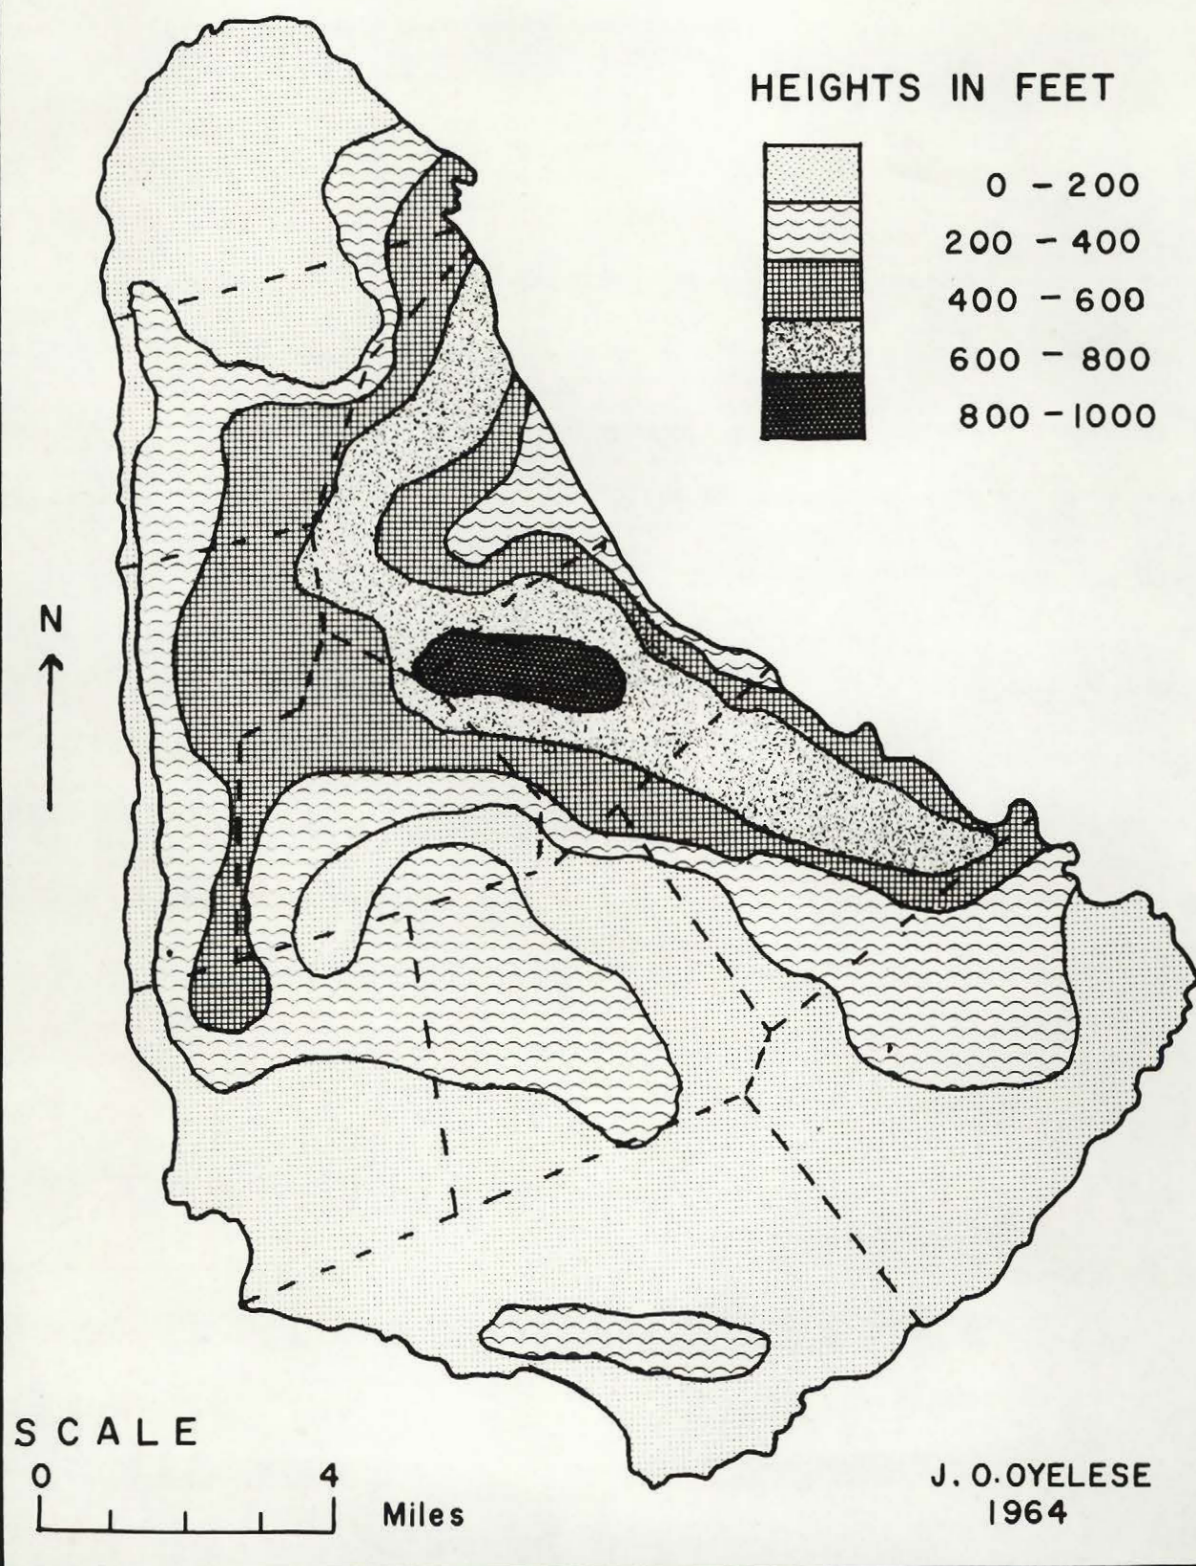 HEIGHTS IN FEET
0 - 200
200 - 400
400 - 600
600 - 800
800 - 1000
N
SCALE
0 4
Miles
J. O. OYELESE
1964